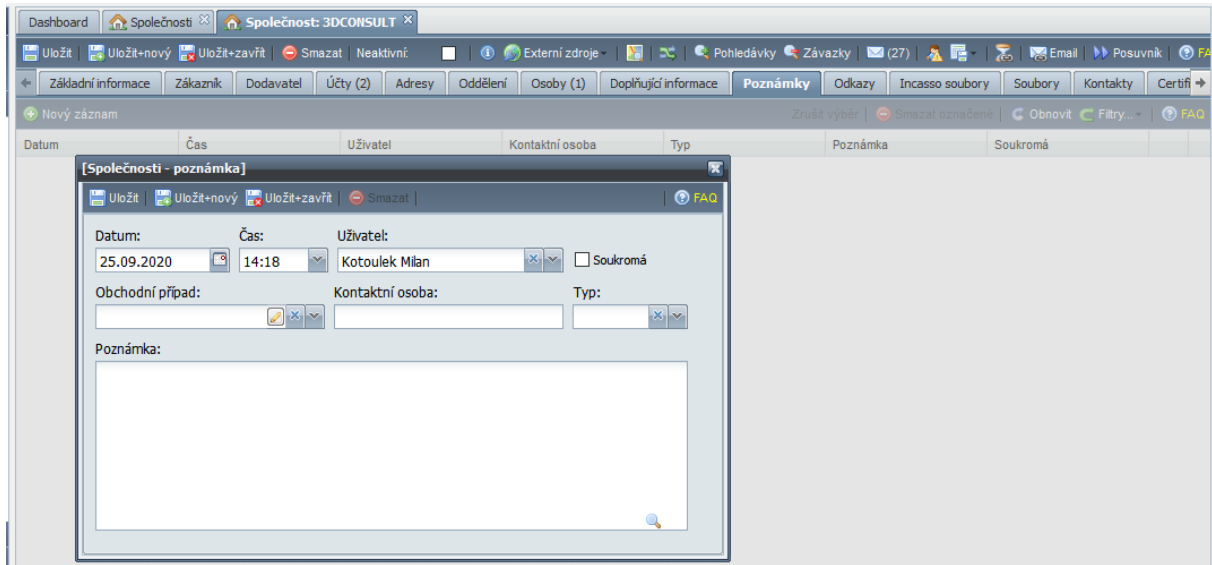 Dashboard Společnosti Společnost: 3DCONSULT
Uložit Uložit+nový Uložit+zavřít Smazat Neaktivní: Externí zdroje Pohledávky Závazky (27) Email Posuvník
Základní informace Zákazník Dodavatel Účty (2) Adresy Oddělení Osoby (1) Doplňující informace Poznámky Odkazy Incasso soubory Soubory Kontakty Certifi
Nový záznam Zrušit výběr Smazat označené Obnovit Filtry... FAQ
Datum Čas Uživatel Kontaktní osoba Typ Poznámka Soukromá
[Společnosti - poznámka]
Uložit Uložit+nový Uložit+zavřít Smazat FAQ
Datum: Čas: Uživatel:
25.09.2020 14:18 Kotoulek Milan Soukromá
Obchodní případ: Kontaktní osoba: Typ:
Poznámka: